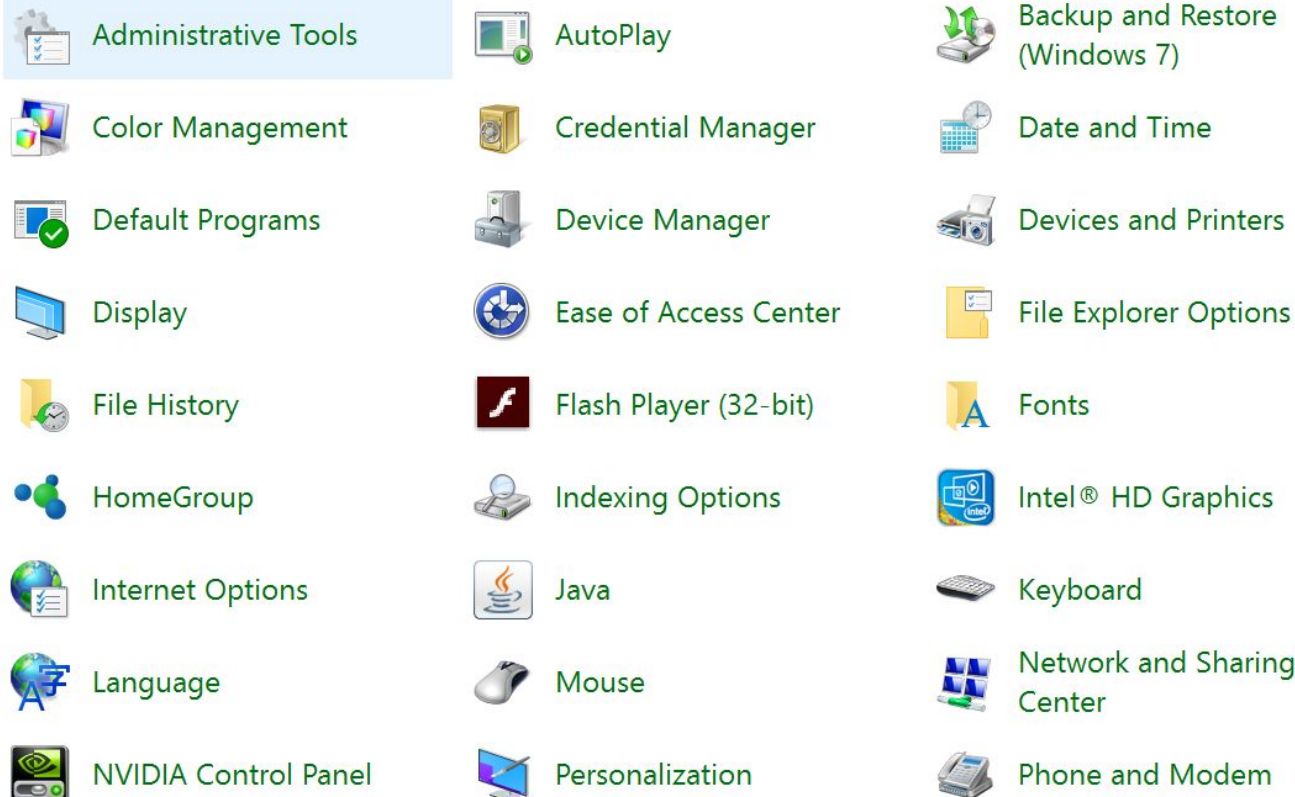 Administrative Tools
AutoPlay
Backup and Restore
(Windows 7)
Color Management
Credential Manager
Date and Time
Default Programs
Device Manager
Devices and Printers
Display
Ease of Access Center
File Explorer Options
File History
Flash Player (32-bit)
A
Fonts
HomeGroup
Indexing Options
intel
Intel® HD Graphics
Internet Options
Java
Keyboard
A字
Language
Mouse
Network and Sharing
Center
NVIDIA Control Panel
Personalization
Phone and Modem